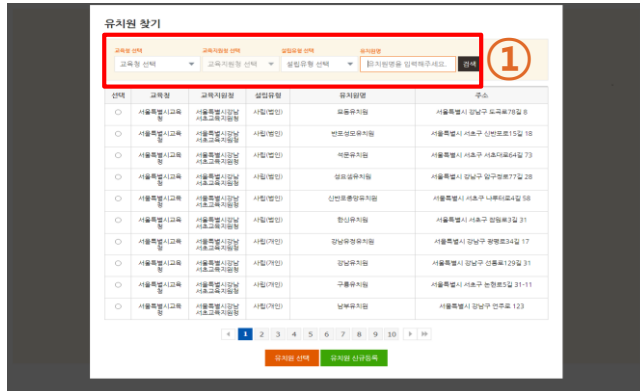 유치원 찾기
교육청 선택 교육지원청 선택 설립유형 선택 유치원명
교육청 선택 교육지원청 선택 설립유형 선택 유치원명을 입력해주세요. 검색
①
선택 교육청 교육지원청 설립유형 유치원명 주소
서울특별시교육청 서울특별시강남서초교육지원청 사립(법인) 유치원 서울특별시 강남구 도곡로78길 8
서울특별시교육청 서울특별시강남서초교육지원청 사립(법인) 반포성모유치원 서울특별시 서초구 신반포로15길 18
서울특별시교육청 서울특별시강남서초교육지원청 사립(법인) 유치원 서울특별시 서초구 서초대로64길 73
서울특별시교육청 서울특별시강남서초교육지원청 사립(법인) 유치원 서울특별시 강남구 압구정로77길 28
서울특별시교육청 서울특별시강남서초교육지원청 사립(법인) 신반포중앙유치원 서울특별시 서초구 나루터로4길 58
서울특별시교육청 서울특별시강남서초교육지원청 사립(법인) 한신유치원 서울특별시 서초구 잠원로3길 31
서울특별시교육청 서울특별시강남서초교육지원청 사립(개인) 서울특별시 강남구 광평로34길 17
서울특별시교육청 서울특별시강남서초교육지원청 사립(개인) 강남유치원 서울특별시 강남구 선릉로129길 31
서울특별시교육청 서울특별시강남서초교육지원청 사립(개인) 구룡유치원 서울특별시 서초구 논현로5길 31-11
서울특별시교육청 서울특별시강남서초교육지원청 사립(개인) 남부유치원 서울특별시 강남구 언주로 123
1 2 3 4 5 6 7 8 9 10
유치원 선택 유치원 신규등록